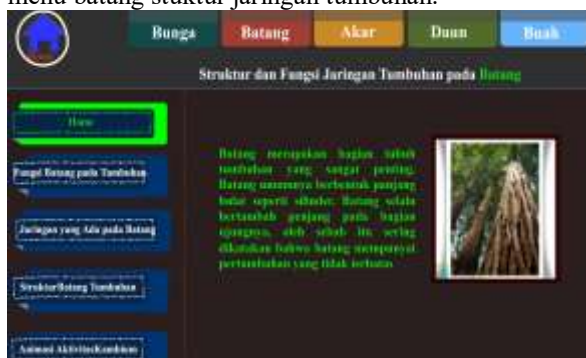 menu batang stuktur jaringan tumbuhan.
Bunga Batang Akar Daun Buah
Struktur dan Fungsi Jaringan Tumbuhan pada Batang
Home
Fungsi Batang pada Tumbuhan
Jaringan yang Ada pada Batang
StrukturBatang Tumbuhan
Animasi AktivitasKambium
Batang merupakan bagian tubuh
tumbuhan yang sangat penting.
Batang umumnya berbentuk panjang
bulat seperti silinder. Batang selalu
bertambah panjang pada bagian
ujungnya, oleh sebab itu sering
dikatakan bahwa batang mempunyai
pertumbuhan yang tidak terbatas